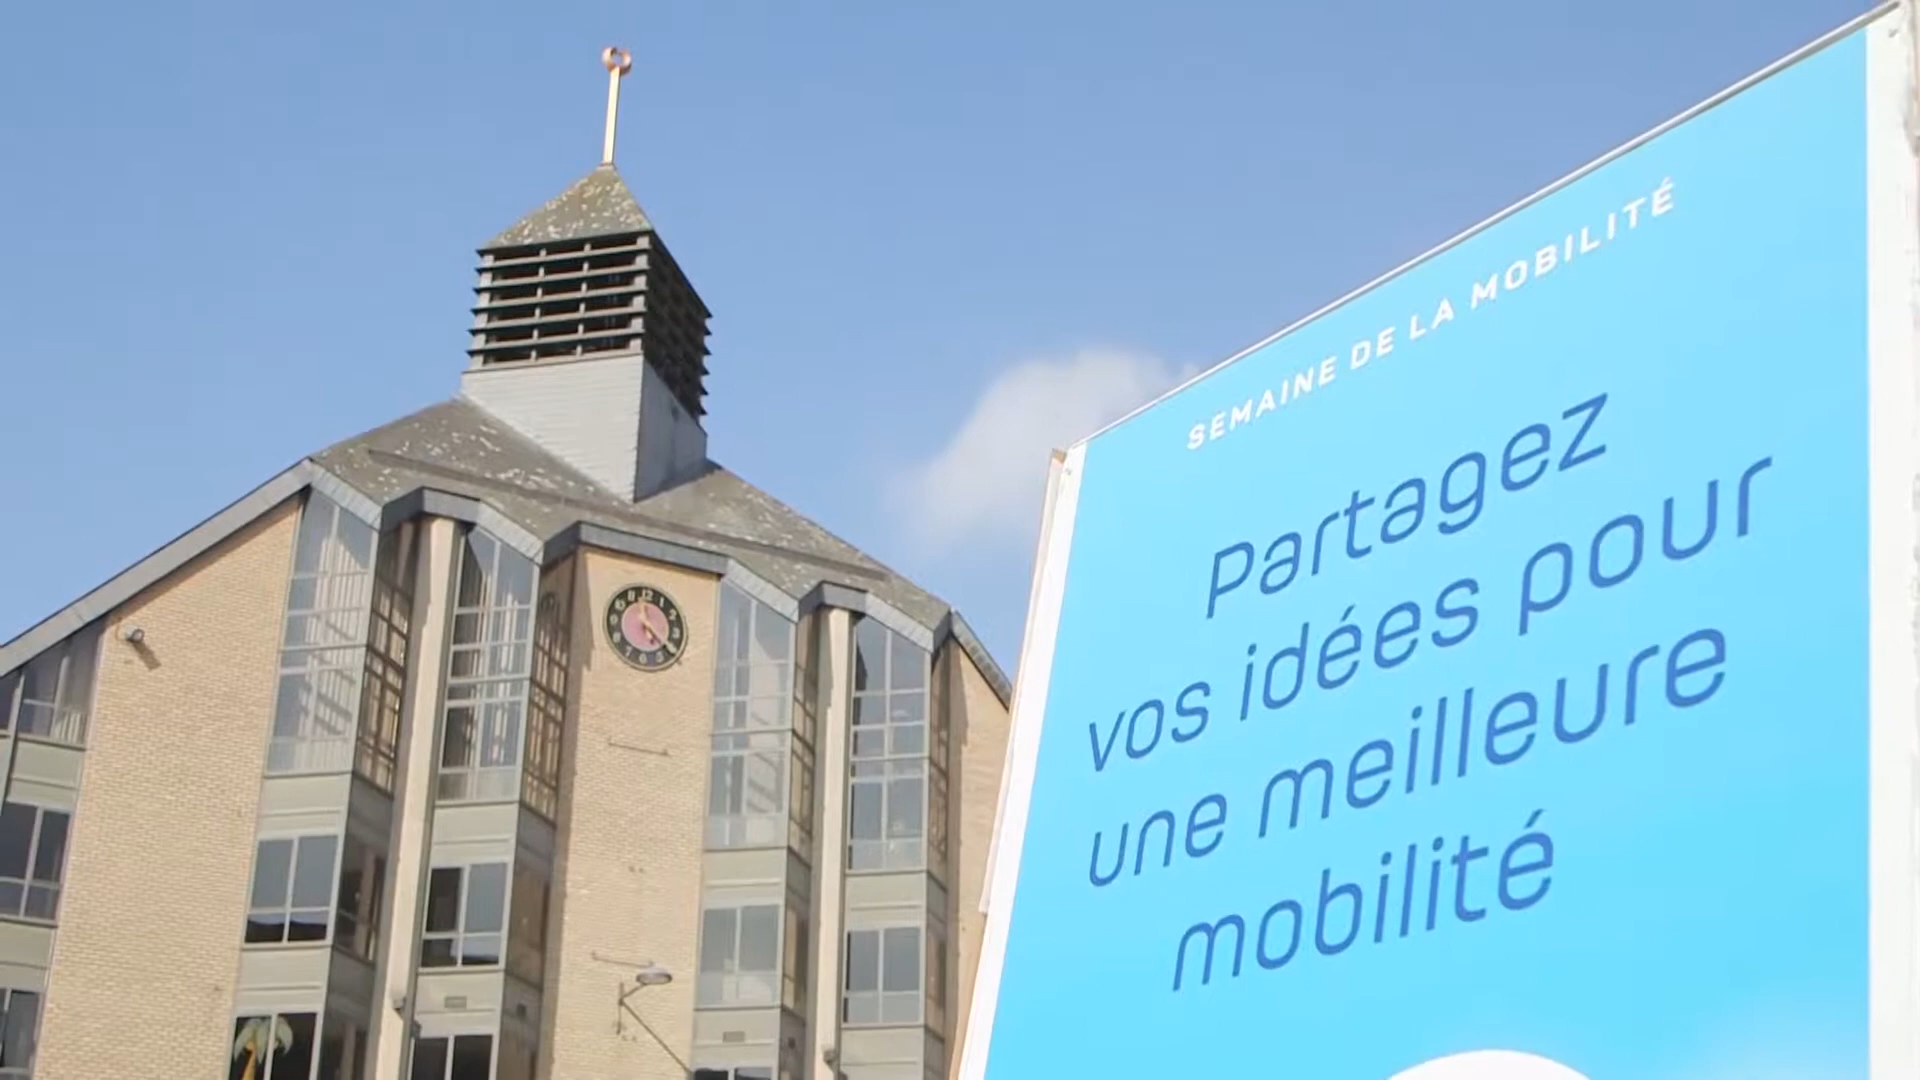 SEMAINE DE LA MOBILITÉ
Partagez
vos idées pour
une meilleure
mobilité